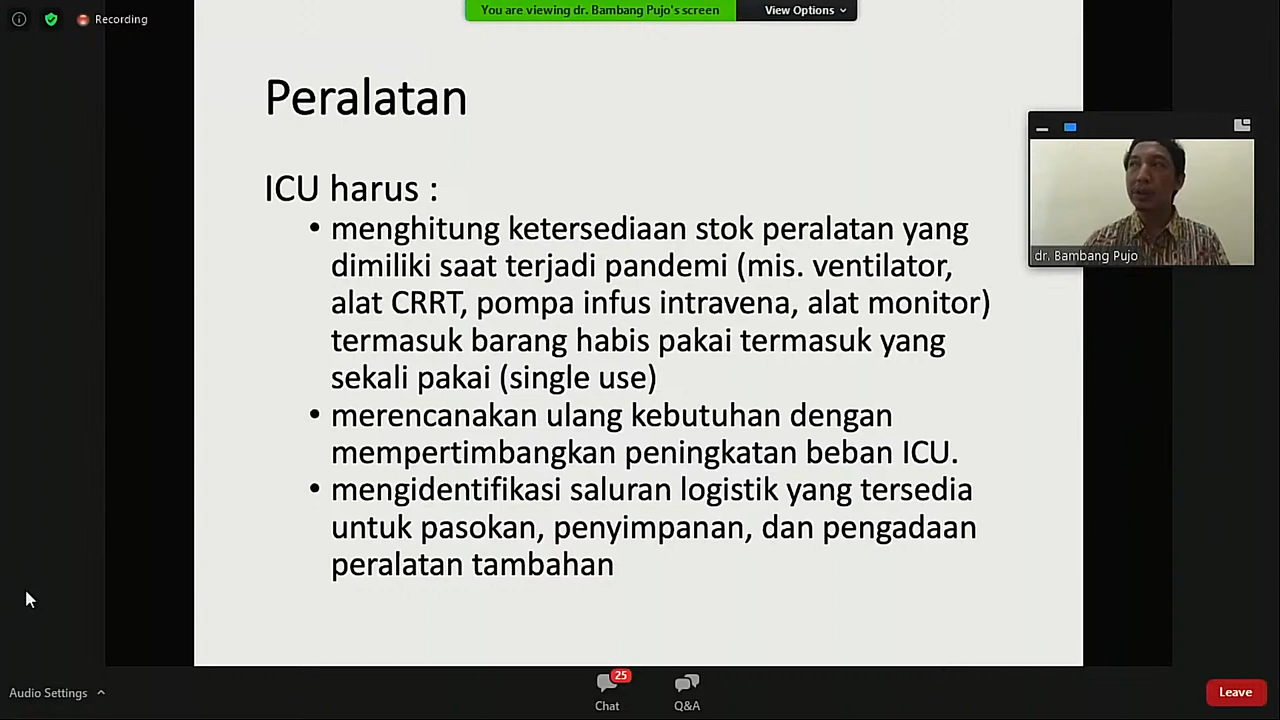 Recording
You are viewing dr. Bambang Pujo's screen
View Options
Peralatan
ICU harus :
• menghitung ketersediaan stok peralatan yang
dimiliki saat terjadi pandemi (mis. ventilator,
alat CRRT, pompa infus intravena, alat monitor)
termasuk barang habis pakai termasuk yang
sekali pakai (single use)
• merencanakan ulang kebutuhan dengan
mempertimbangkan peningkatan beban ICU.
• mengidentifikasi saluran logistik yang tersedia
untuk pasokan, penyimpanan, dan pengadaan
peralatan tambahan
dr. Bambang Pujo
Audio Settings
25
Chat
Q&A
Leave